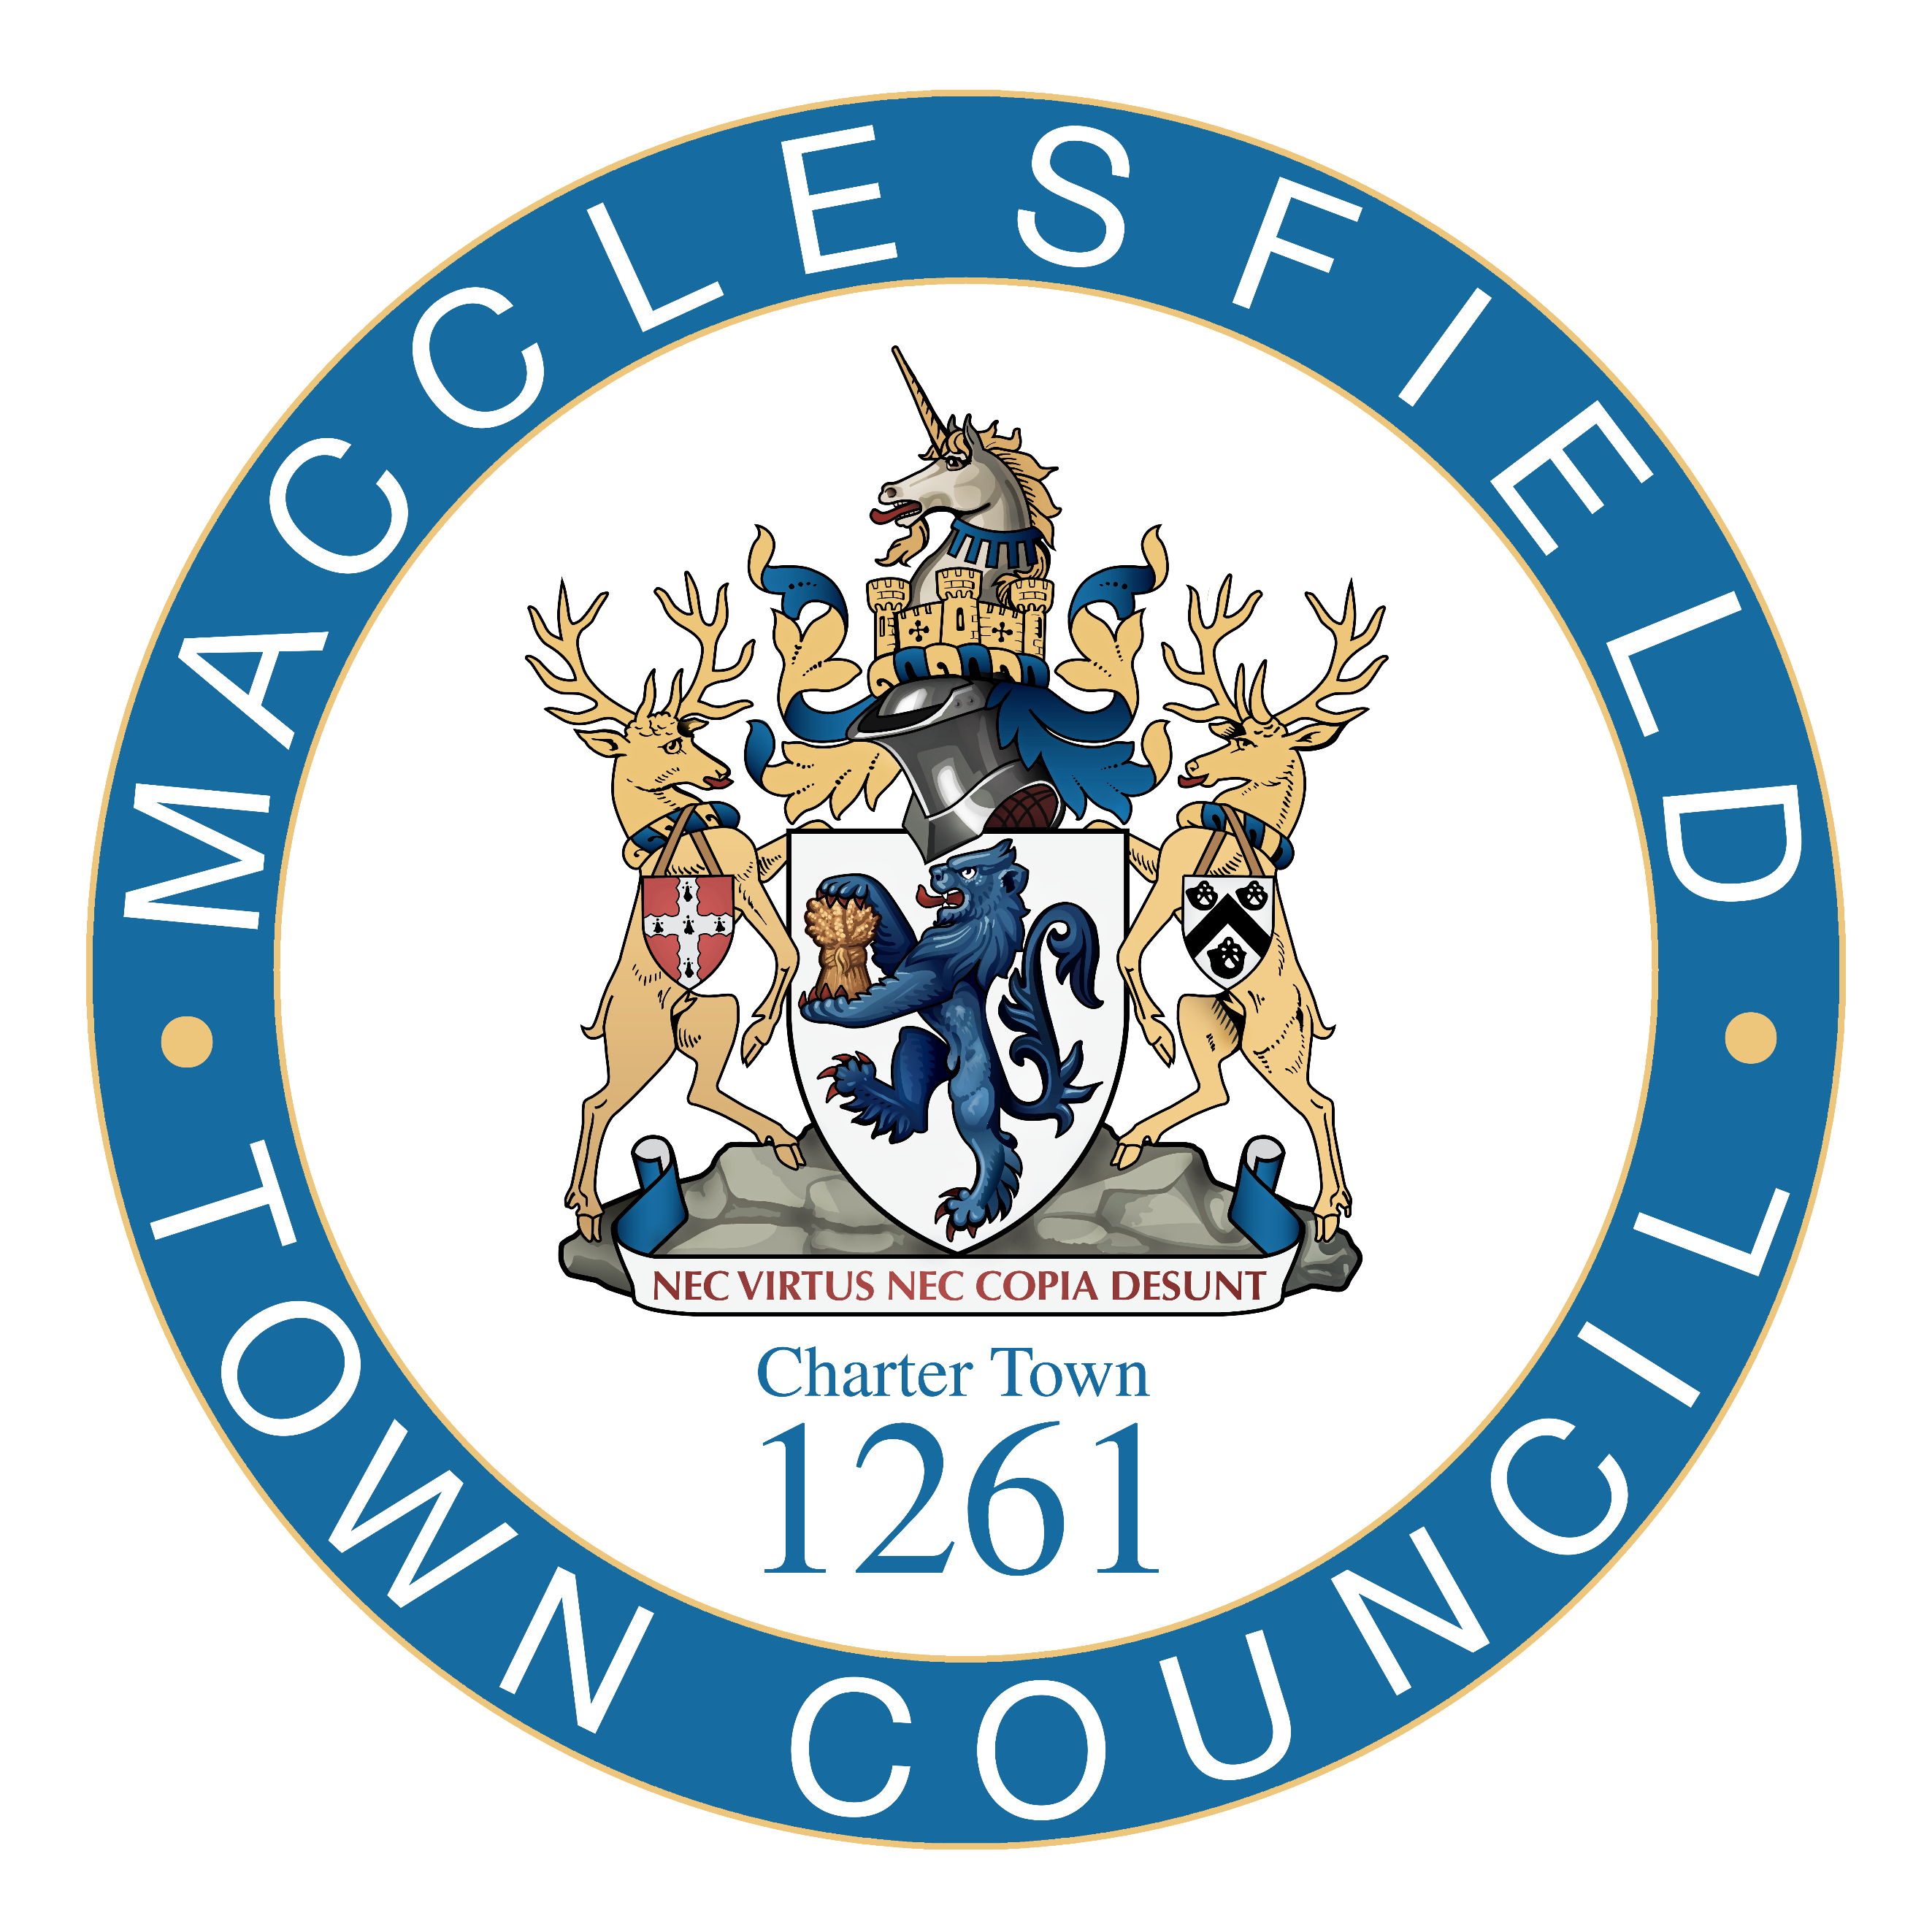 MACCLESFIELD
NEC VIRTUS NEC COPIA DESUNT
Charter Town
1261
TOWN COUNCIL